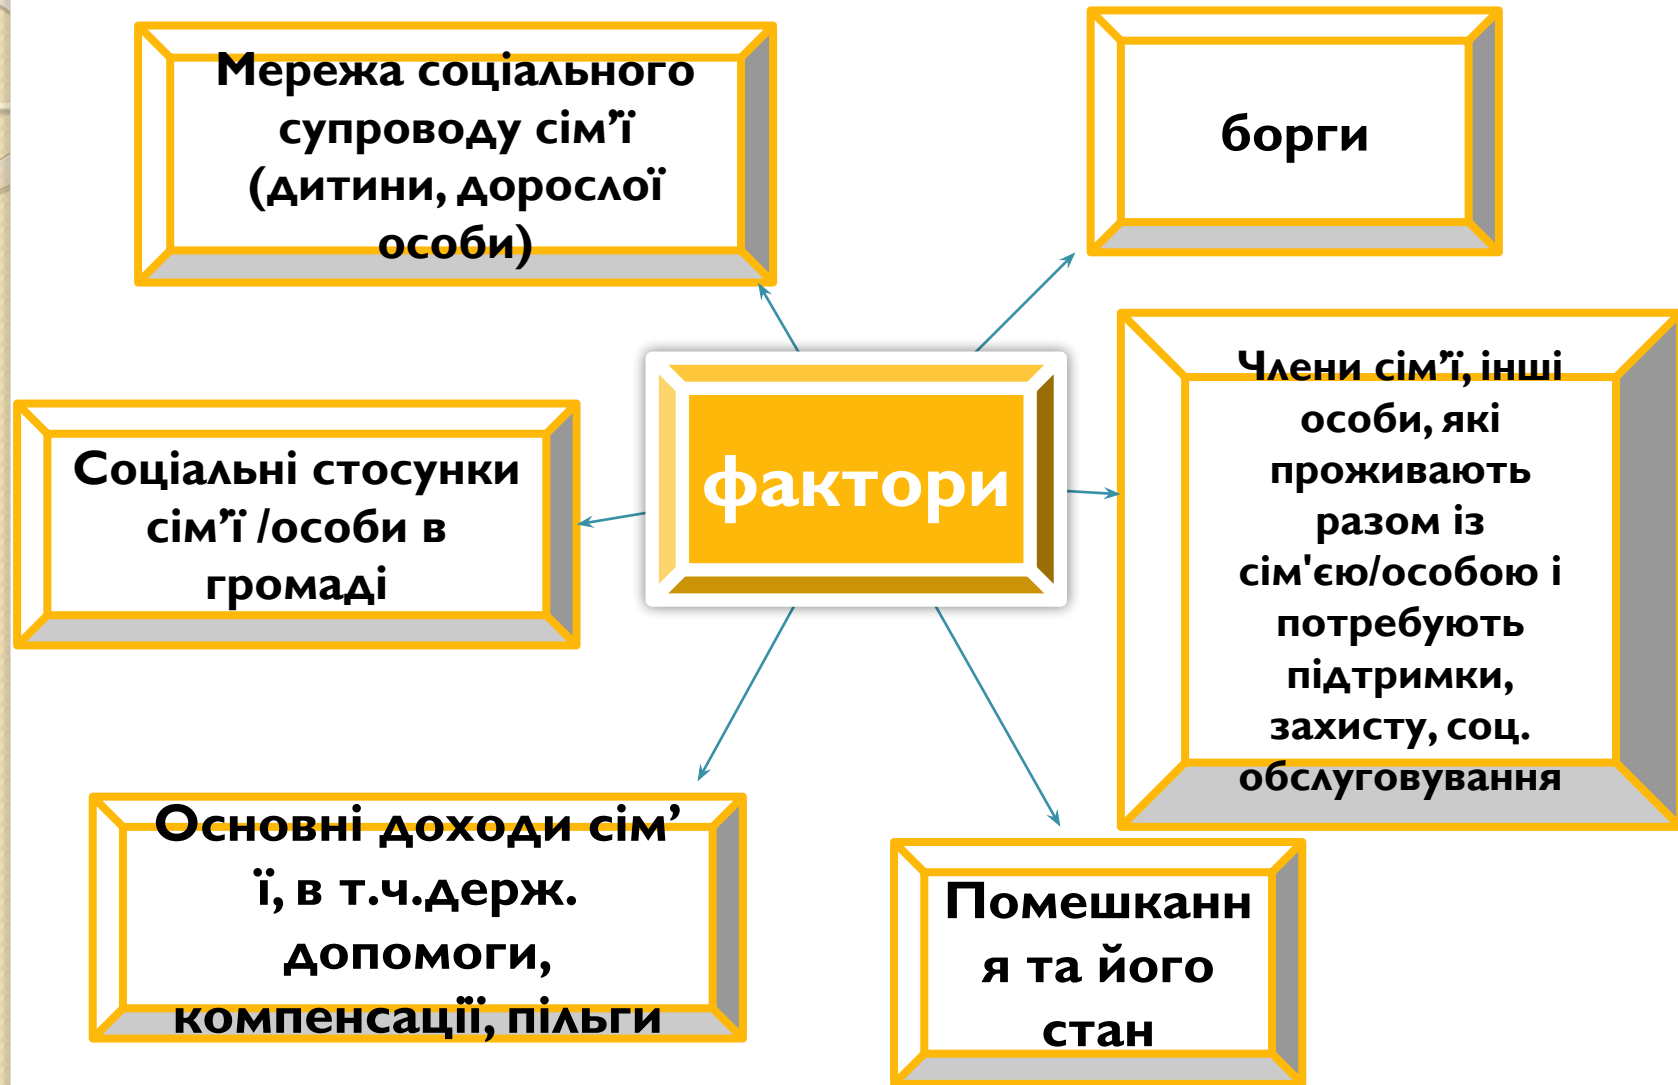 Мережа соціального
супроводу сім’ї
(дитини, дорослої
особи)
борги
Соціальні стосунки
сім’ї /особи в
громаді
фактори
Члени сім’ї, інші
особи, які
проживають
разом із
сім'єю/особою і
потребують
підтримки,
захисту, соц.
обслуговування
Основні доходи сім’
ї, в т.ч.держ.
допомоги,
компенсації, пільги
Помешканн
я та його
стан